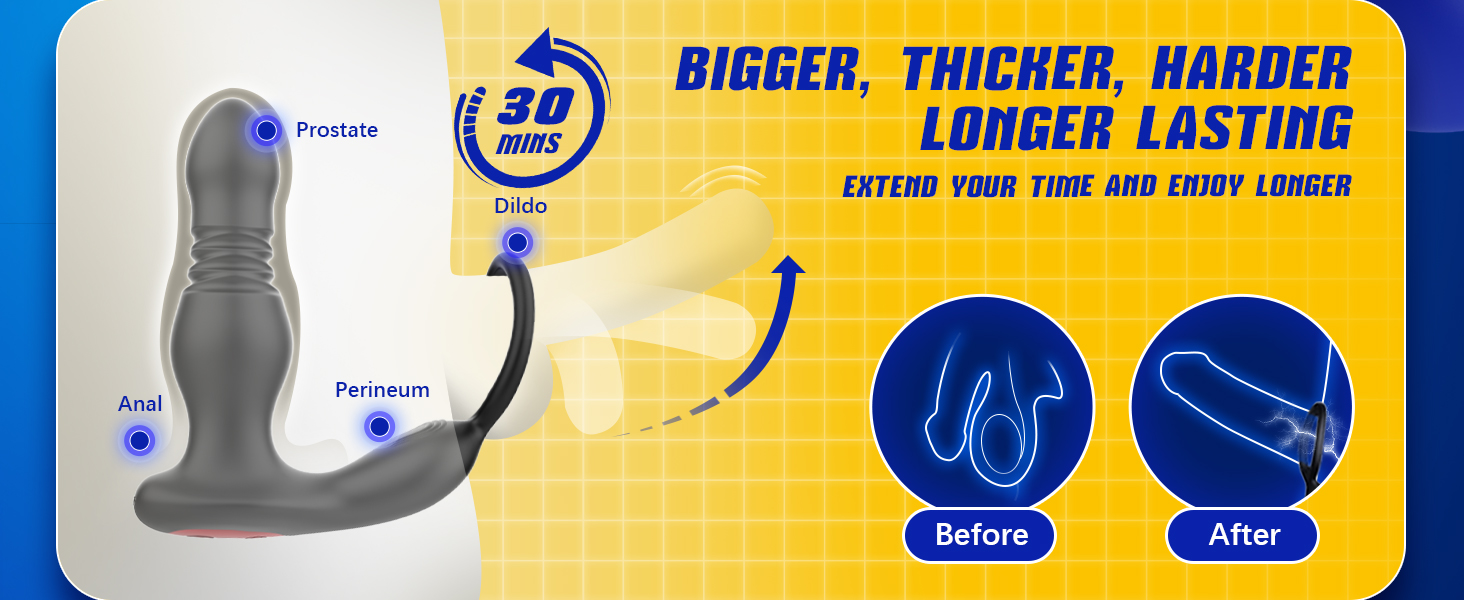 BIGGER, THICKER, HARDER
LONGER LASTING
EXTEND YOUR TIME AND ENJOY LONGER
30
MINS
Prostate
Dildo
Perineum
Anal
Before
After